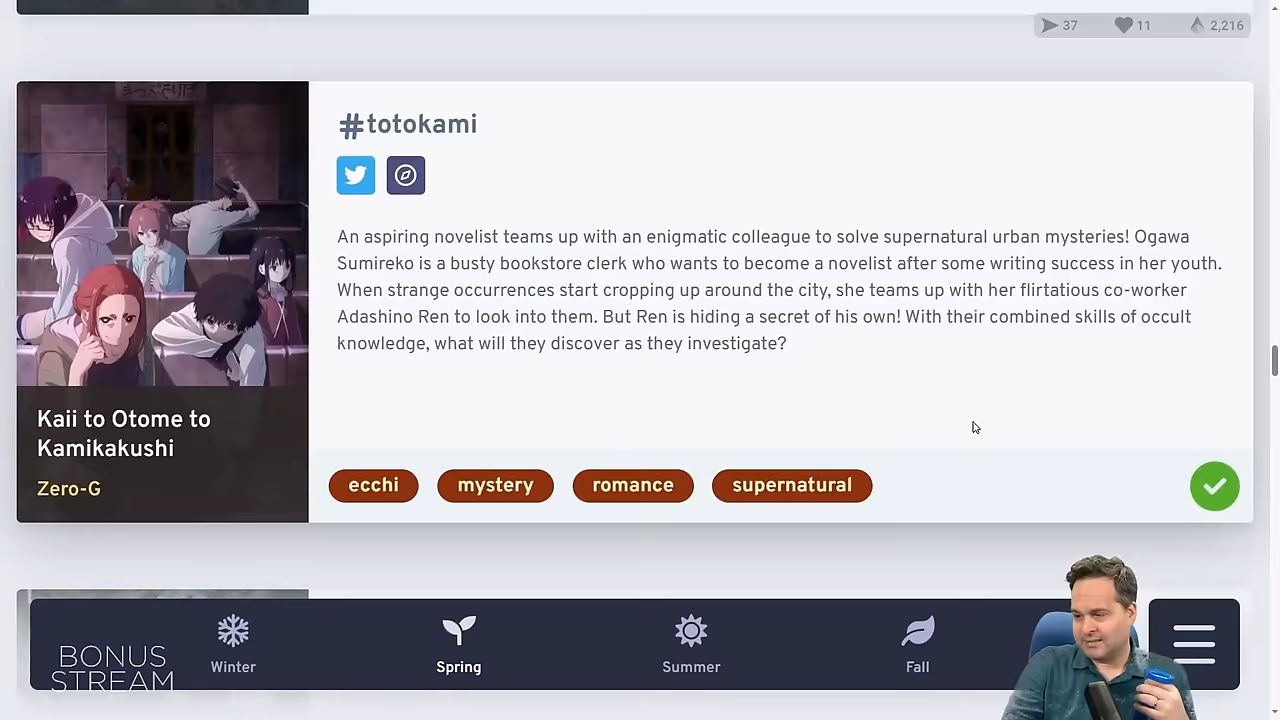 37 11 2,216
#totokami
An aspiring novelist teams up with an enigmatic colleague to solve supernatural urban mysteries! Ogawa
Sumireko is a busty bookstore clerk who wants to become a novelist after some writing success in her youth.
When strange occurrences start cropping up around the city, she teams up with her flirtatious co-worker
Adashino Ren to look into them. But Ren is hiding a secret of his own! With their combined skills of occult
knowledge, what will they discover as they investigate?
Kaii to Otome to
Kamikakushi
Zero-G
ecchi mystery romance supernatural
BONUS
STREAM
Winter Spring Summer Fall